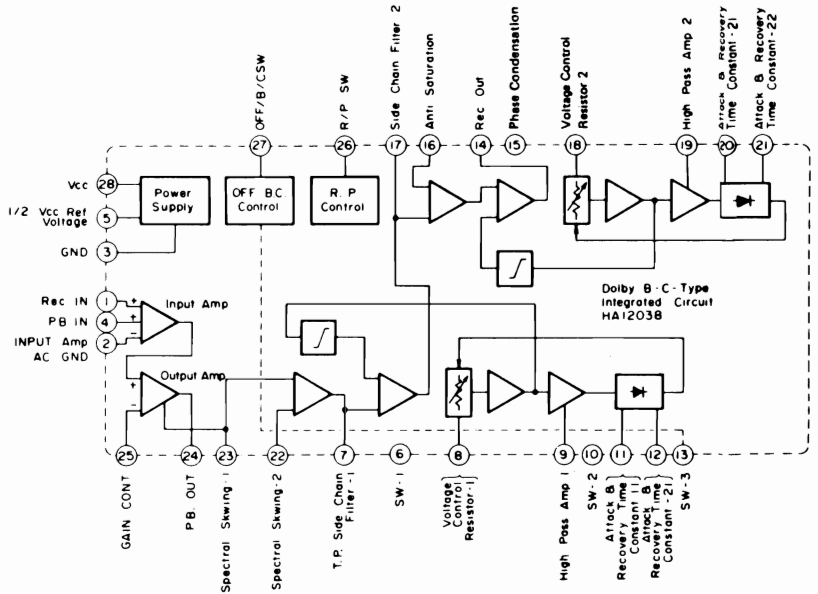 OFF/B/CSW
R/P SW
Side Chain Filter 2
Anti Saturation
Rec Out
Phase Condensation
Voltage Control
Resistor 2
High Pass Amp 2
Attack & Recovery
Time Constant-21
Attack & Recovery
Time Constant-22
27
26
17
16
14
15
18
19
20
21
Vcc
28
Power
Supply
OFF B.C.
Control
R. P
Control
1/2 Vcc Ref
Voltage
5
GND
3
Rec IN
1
+
Input Amp
PB IN
4
+
INPUT Amp
AC GND
2
-
Output Amp
+
-
Dolby B·C-Type
Integrated Circuit
HA12038
25
24
23
22
7
6
8
9
10
11
12
13
GAIN CONT
PB. OUT
Spectral Skwing-1
Spectral Skwing-2
T.P. Side Chain
Filter-1
SW-1
Voltage
Control
Resistor-1
High Pass Amp 1
SW-2
Attack &
Recovery Time
Constant 11
Attack &
Recovery Time
Constant-21
SW-3